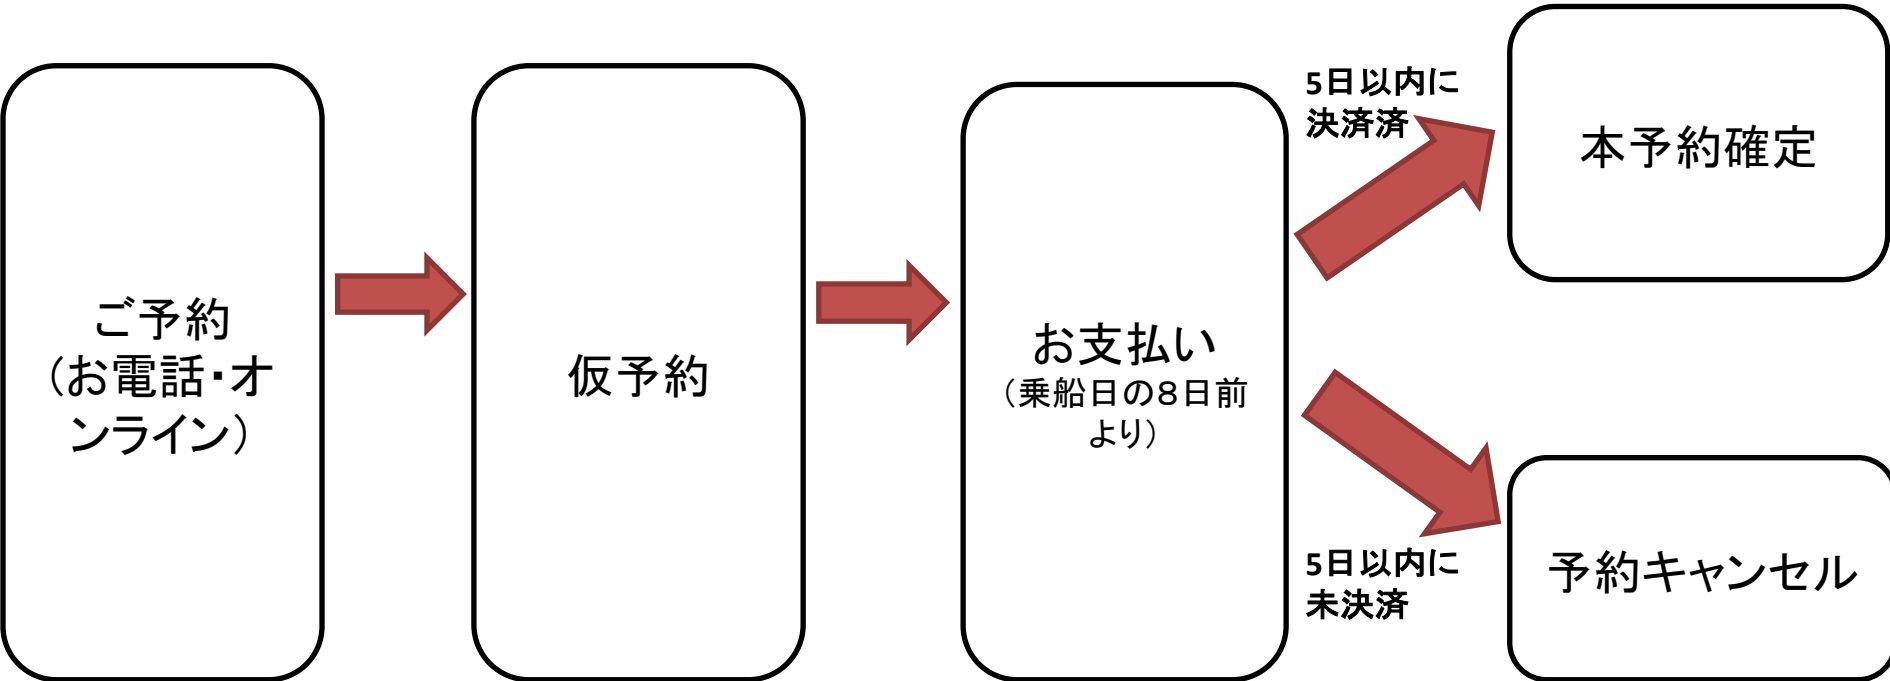 ご予約
（お電話・オ
ンライン）
仮予約
お支払い
（乗船日の８日前
より）
5日以内に
決済済
本予約確定
5日以内に
未決済
予約キャンセル